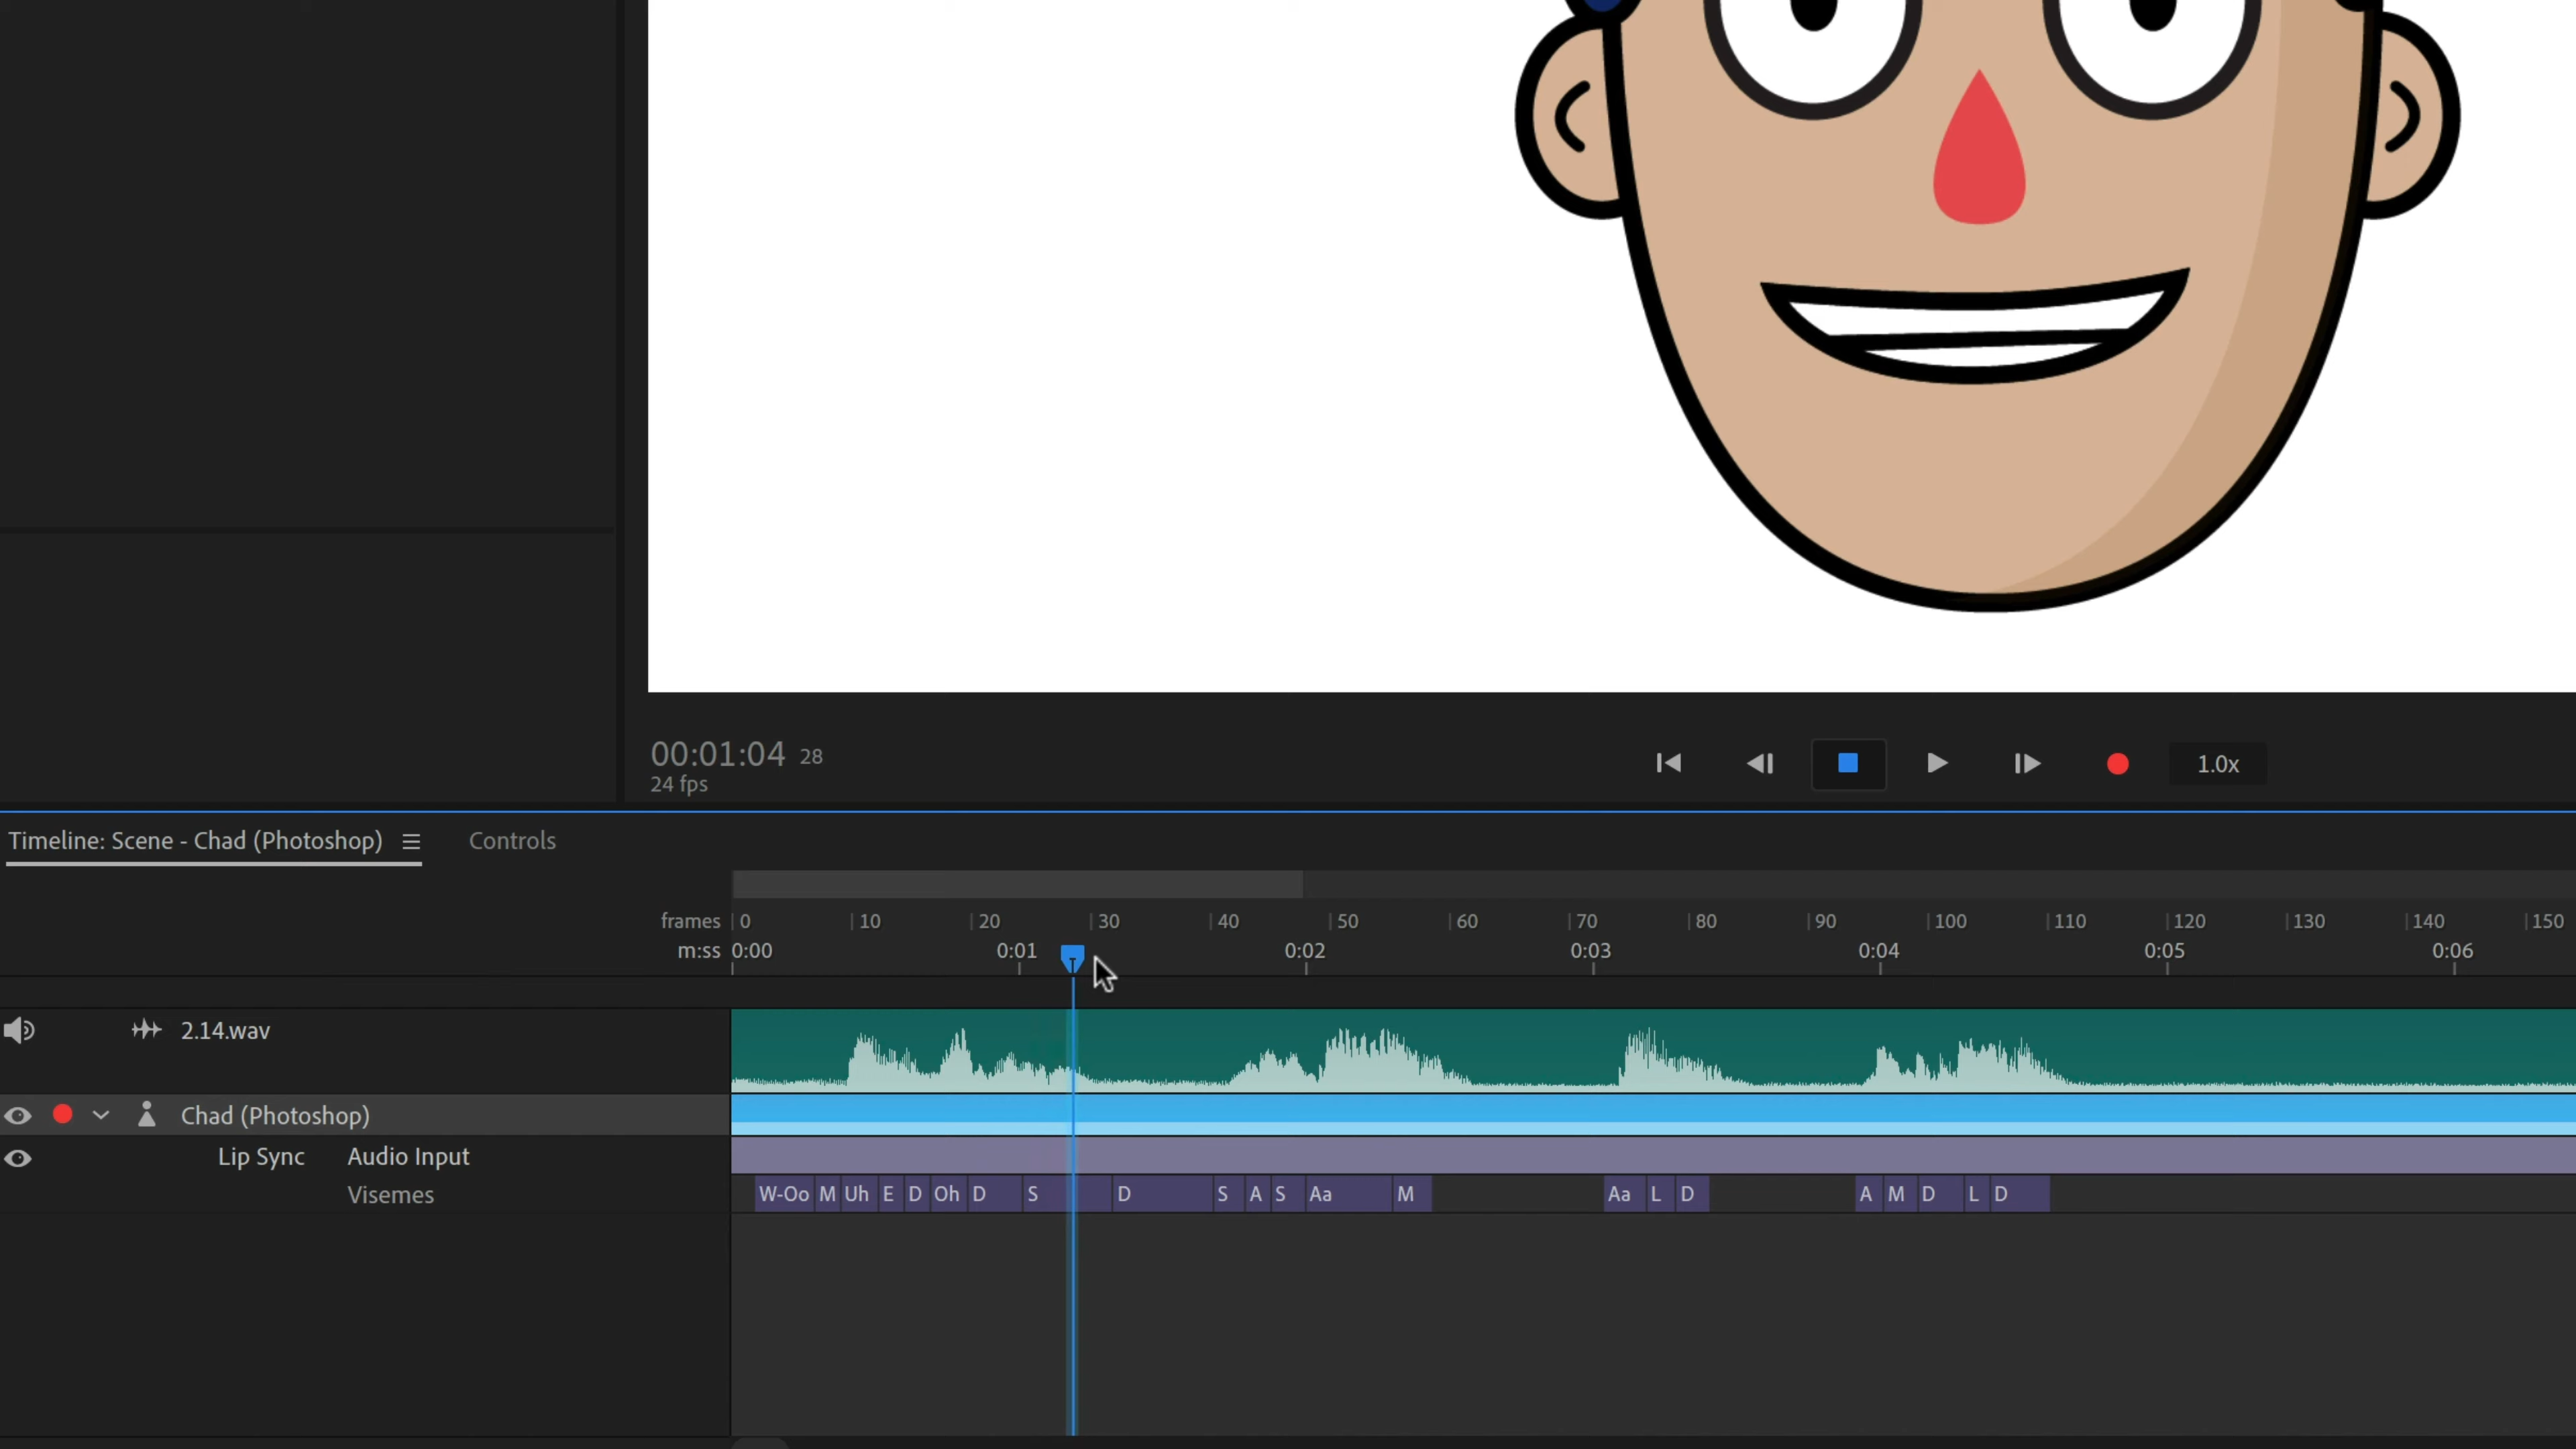 00:01:04 28
24 fps
1.0x
Timeline: Scene - Chad (Photoshop) Controls
frames 0 10 20 30 40 50 60 70 80 90 100 110 120 130 140 150
m:ss 0:00 0:01 0:02 0:03 0:04 0:05 0:06
2.14.wav
Chad (Photoshop)
Lip Sync Audio Input
Visemes W-Oo M Uh E D Oh D S D S A S Aa M Aa L D A M D L D